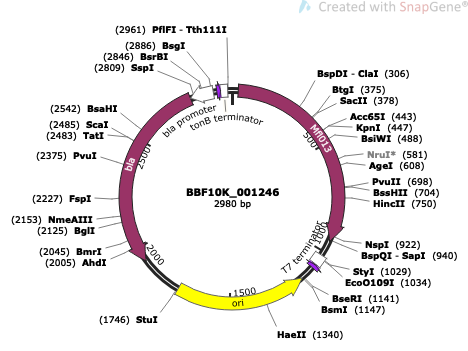 Created with SnapGene®
(2961) PflFI - Tth111I
(2886) BsgI
(2846) BsrBI
(2809) SspI
(2542) BsaHI
(2485) ScaI
(2483) TatI
(2375) PvuI
(2227) FspI
(2153) NmeAIII
(2125) BglI
(2045) BmrI
(2005) AhdI
(1746) StuI
BspDI - ClaI (306)
BtgI (375)
SacII (378)
Acc65I (443)
KpnI (447)
BsiWI (488)
NruI* (581)
AgeI (608)
PvuII (698)
BssHII (704)
HincII (750)
NspI (922)
BspQI - SapI (940)
StyI (1029)
EcoO109I (1034)
BseRI (1141)
BsmI (1147)
HaeII (1340)
bla promoter
tonB terminator
Mfl013
T7 terminator
bla
ori
500
1000
1500
2000
2500
BBF10K_001246
2980 bp